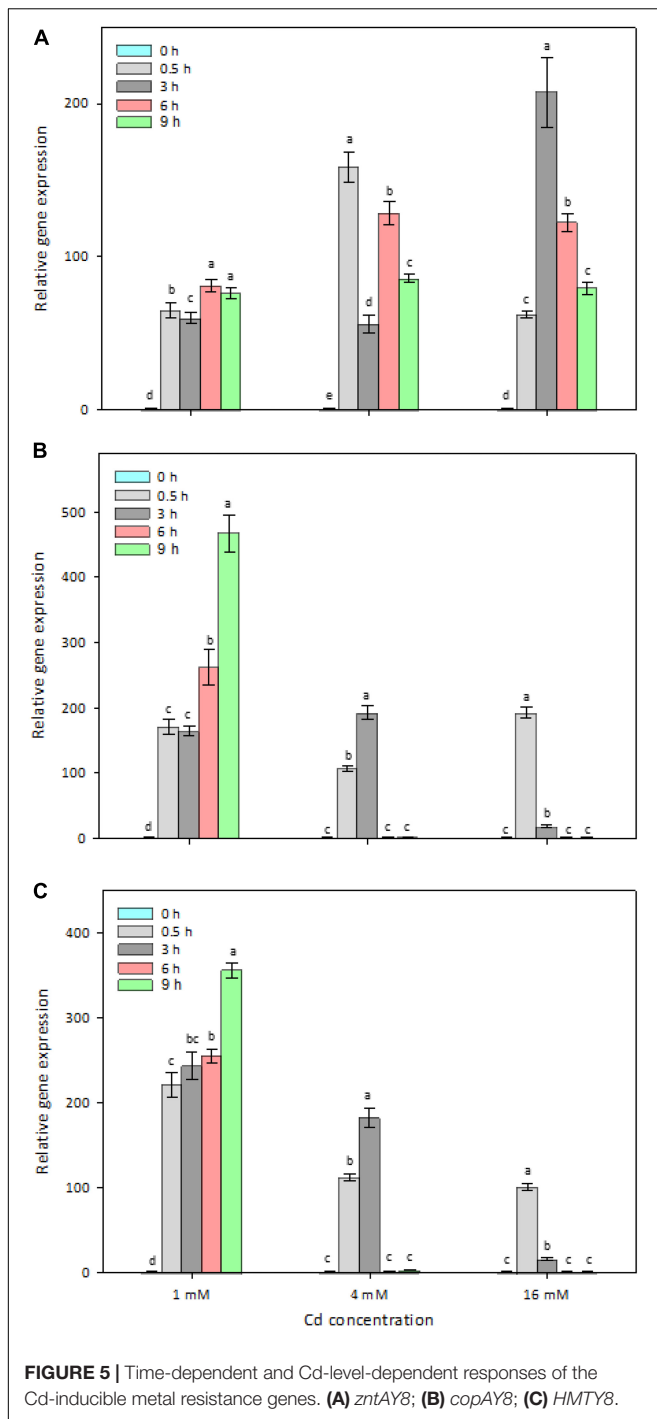 A
0 h
0.5 h
3 h
6 h
9 h
Relative gene expression
200
100
0
d b c a a
e a d b c
d c a b c
B
0 h
0.5 h
3 h
6 h
9 h
Relative gene expression
500
400
300
200
100
0
d c c b a
c b a c c
c a b c c
C
0 h
0.5 h
3 h
6 h
9 h
Relative gene expression
400
300
200
100
0
d c bc b a
c b a c c
c a b c c
1 mM 4 mM 16 mM
Cd concentration
FIGURE 5 | Time-dependent and Cd-level-dependent responses of the
Cd-inducible metal resistance genes. (A) zntAY8; (B) copAY8; (C) HMTY8.